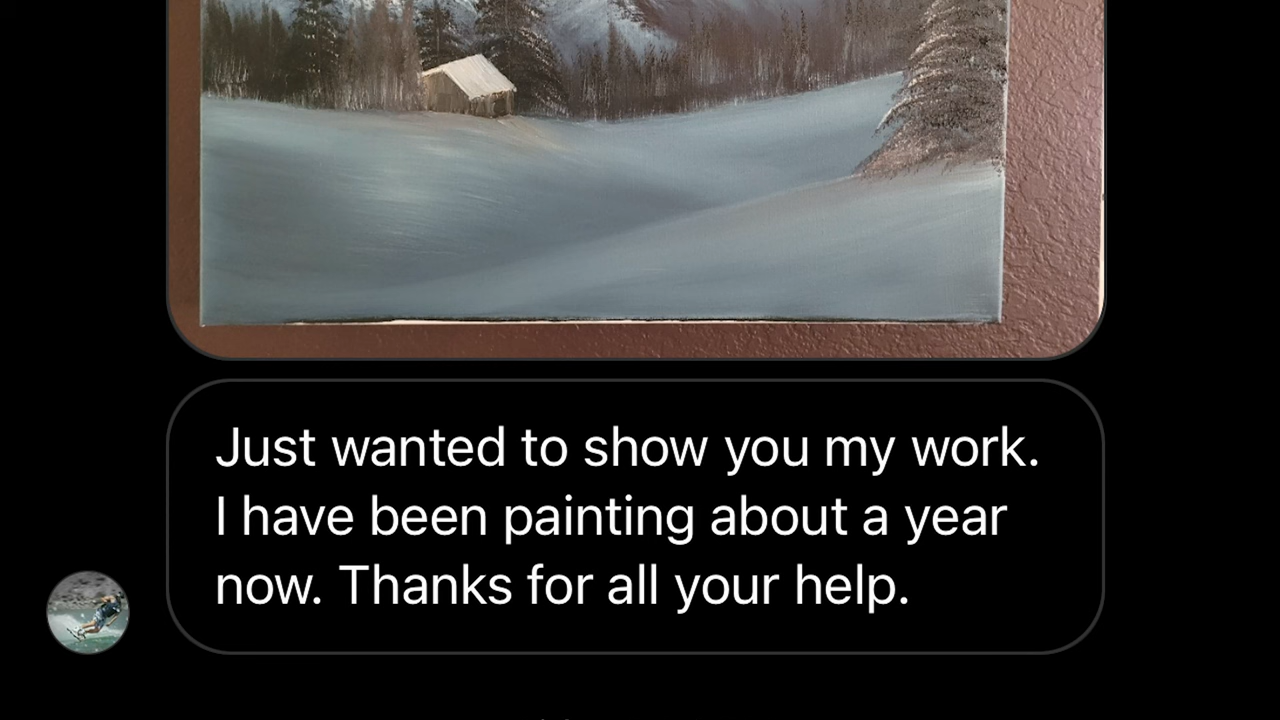 Just wanted to show you my work.
I have been painting about a year
now. Thanks for all your help.